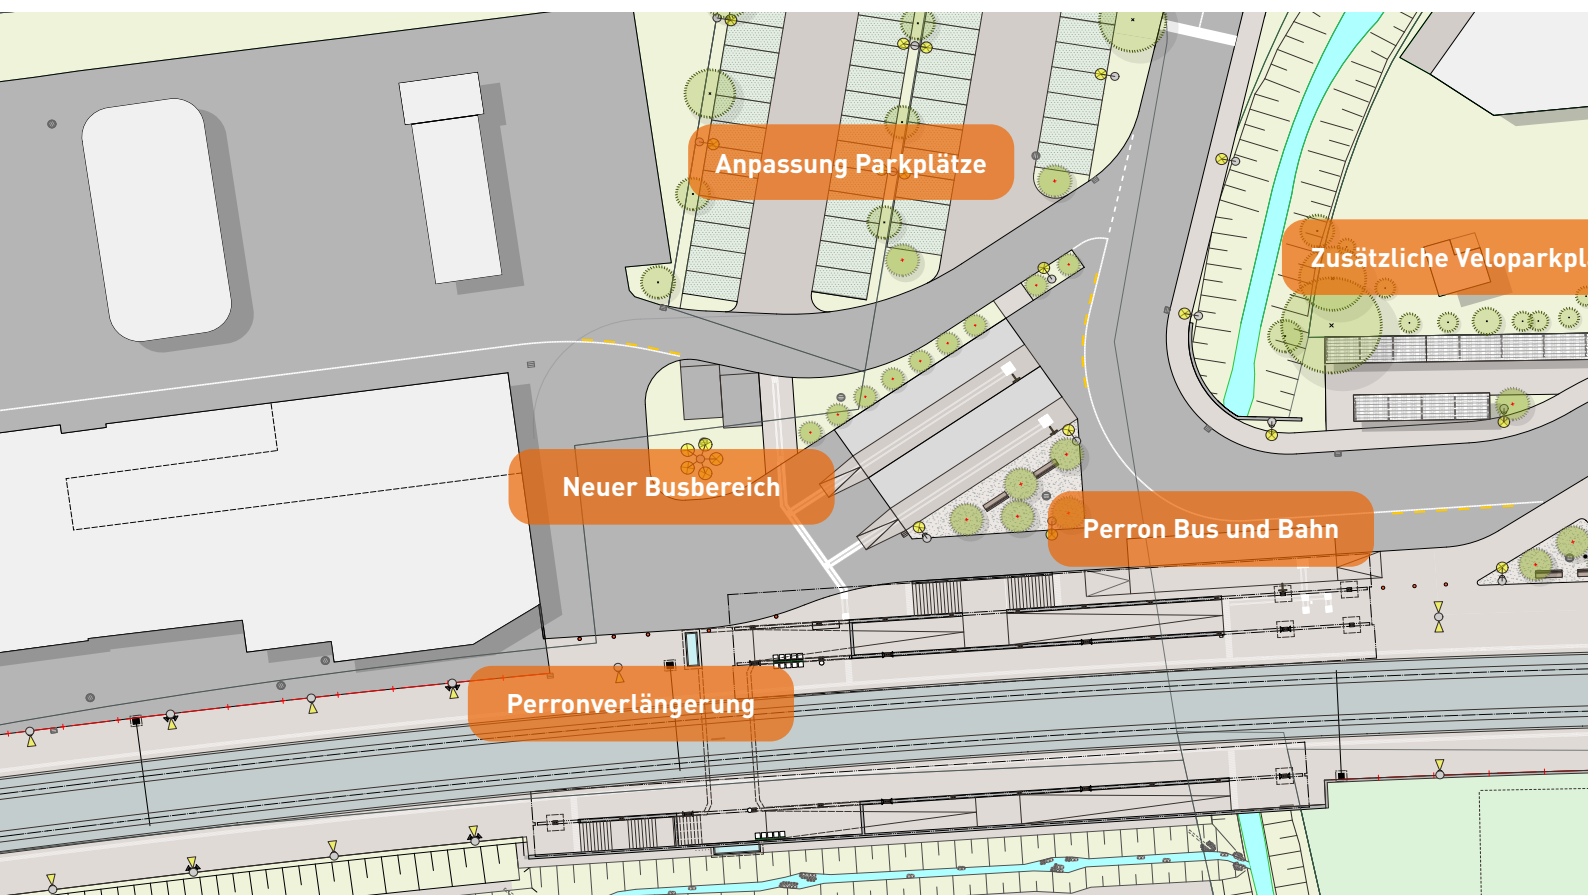 Anpassung Parkplätze
Zusätzliche Veloparkpl
Neuer Busbereich
Perron Bus und Bahn
Perronverlängerung